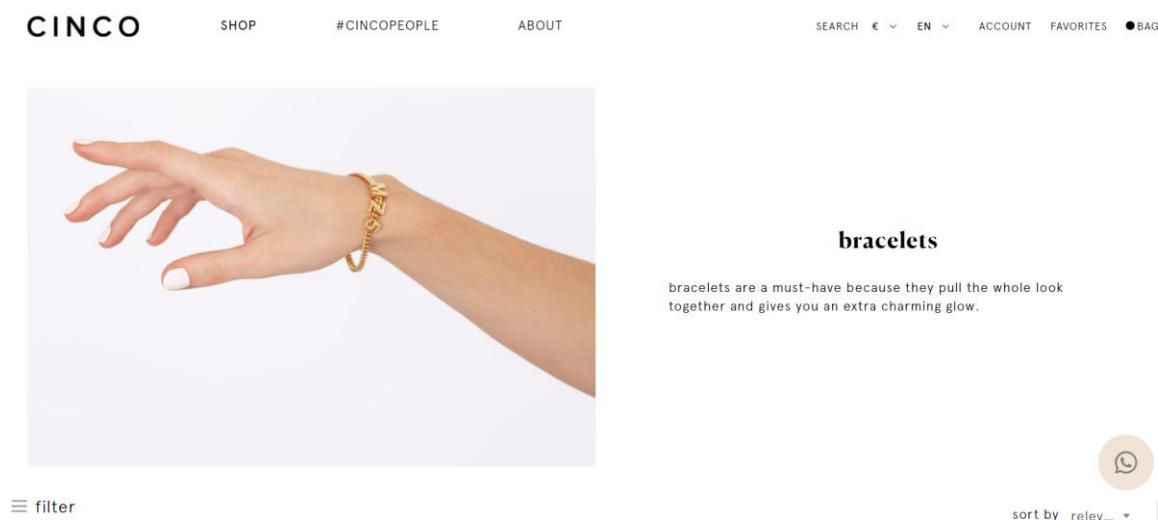 CINCO SHOP #CINCOPEOPLE ABOUT SEARCH € EN ACCOUNT FAVORITES BAG
bracelets
bracelets are a must-have because they pull the whole look
together and gives you an extra charming glow.
filter
sort by relev...